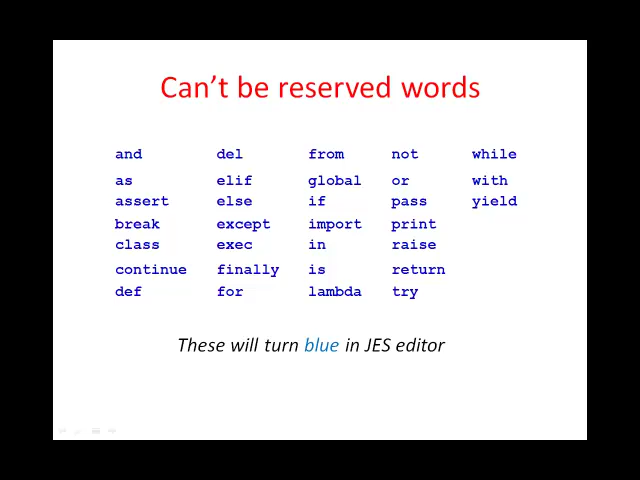 Can't be reserved words
and del from not while
as elif global or with
assert else if pass yield
break except import print
class exec in raise
continue finally is return
def for lambda try
These will turn blue in JES editor